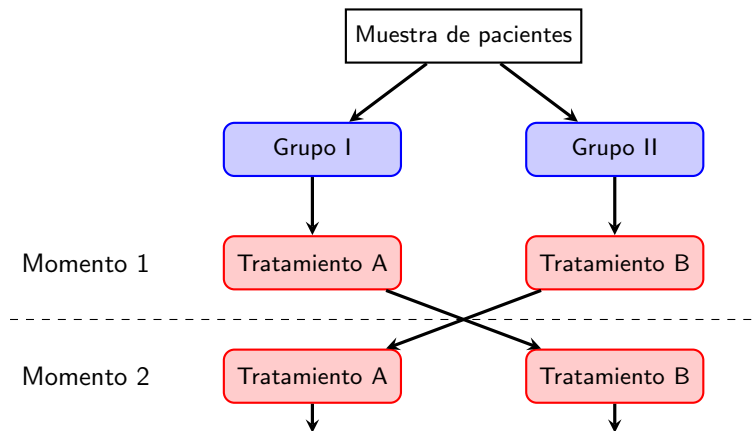 Muestra de pacientes
Grupo I
Grupo II
Momento 1
Tratamiento A
Tratamiento B
Momento 2
Tratamiento A
Tratamiento B